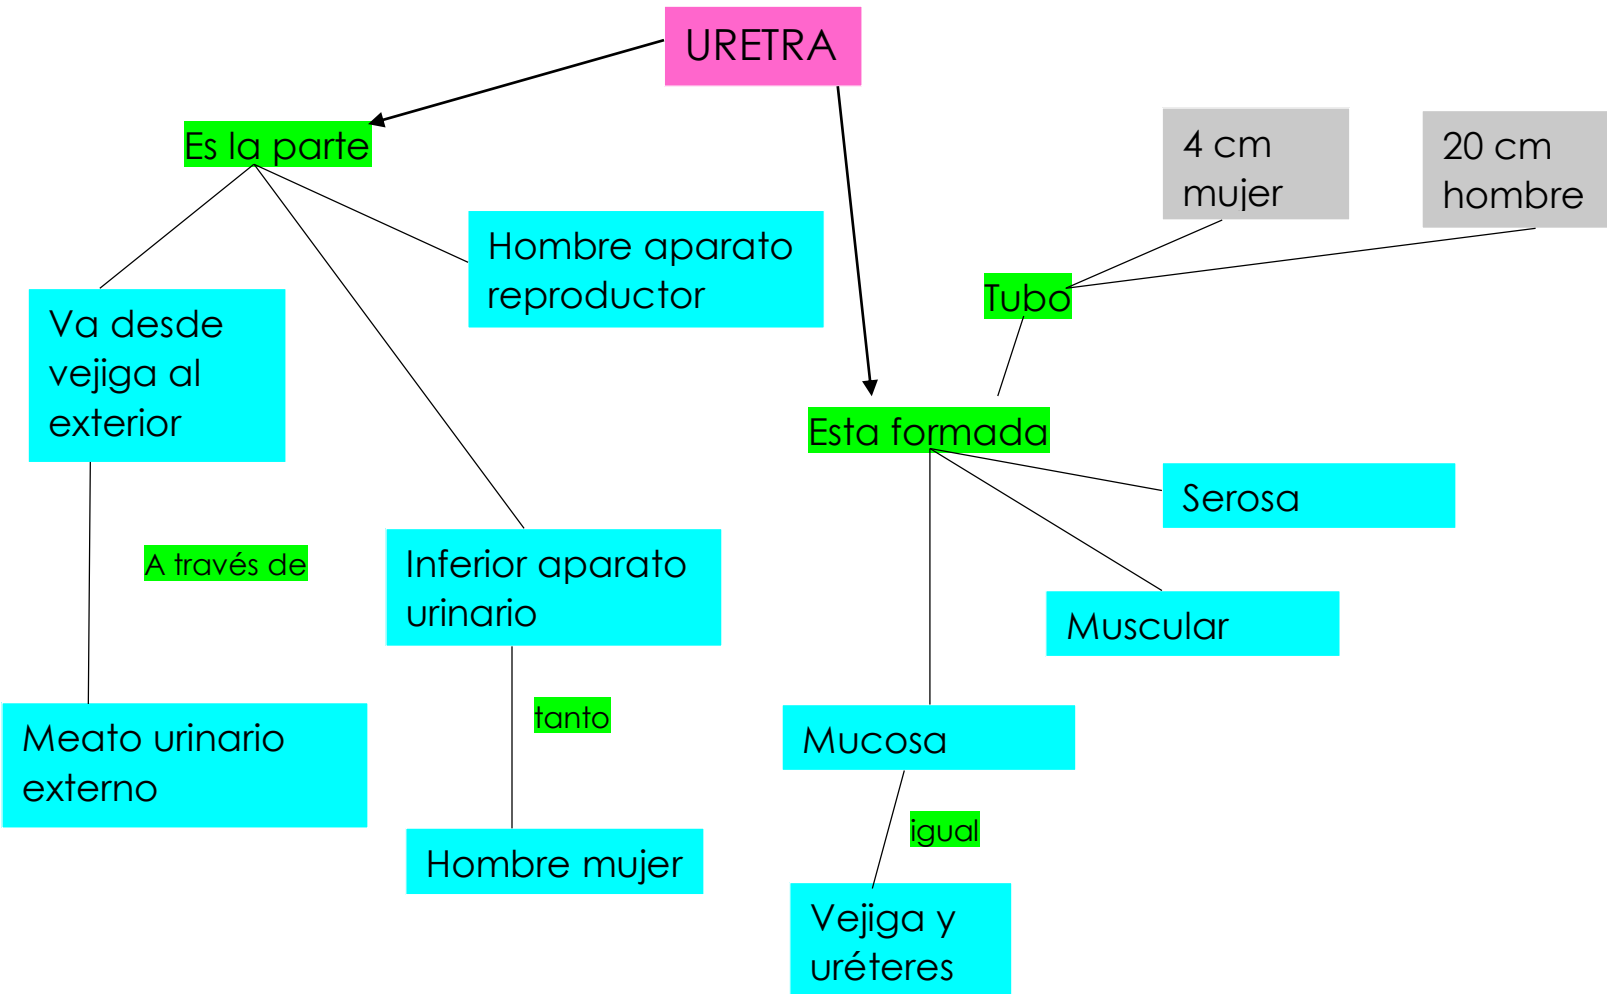 URETRA
Es la parte
4 cm
mujer
20 cm
hombre
Hombre aparato
reproductor
Tubo
Va desde
vejiga al
exterior
Esta formada
Serosa
A través de
Inferior aparato
urinario
Muscular
tanto
Meato urinario
externo
Mucosa
igual
Hombre mujer
Vejiga y
uréteres